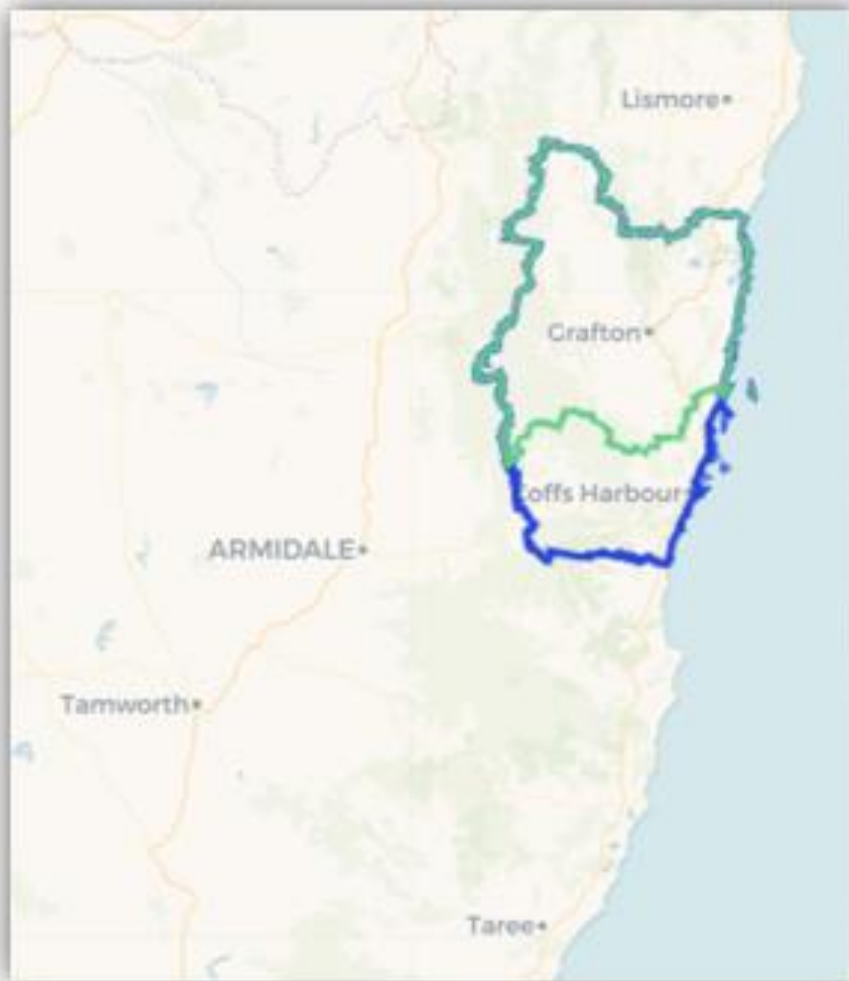 Lismore
Grafton
Coffs Harbour
ARMIDALE
Tamworth
Taree